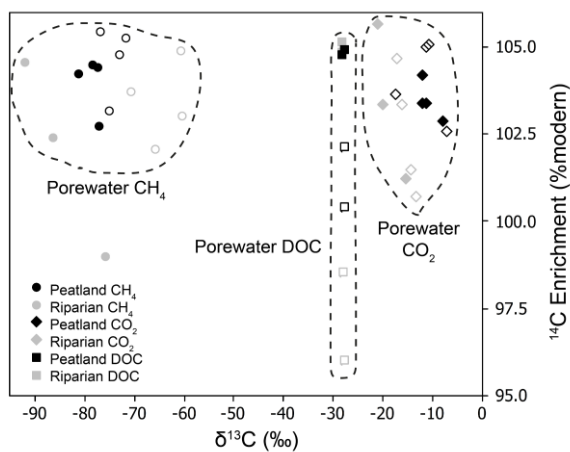 105.0
102.5
100.0
97.5
95.0
¹⁴C Enrichment (%modern)
Porewater CH₄
Porewater DOC
Porewater
CO₂
Peatland CH₄
Riparian CH₄
Peatland CO₂
Riparian CO₂
Peatland DOC
Riparian DOC
-90 -80 -70 -60 -50 -40 -30 -20 -10 0
δ¹³C (‰)